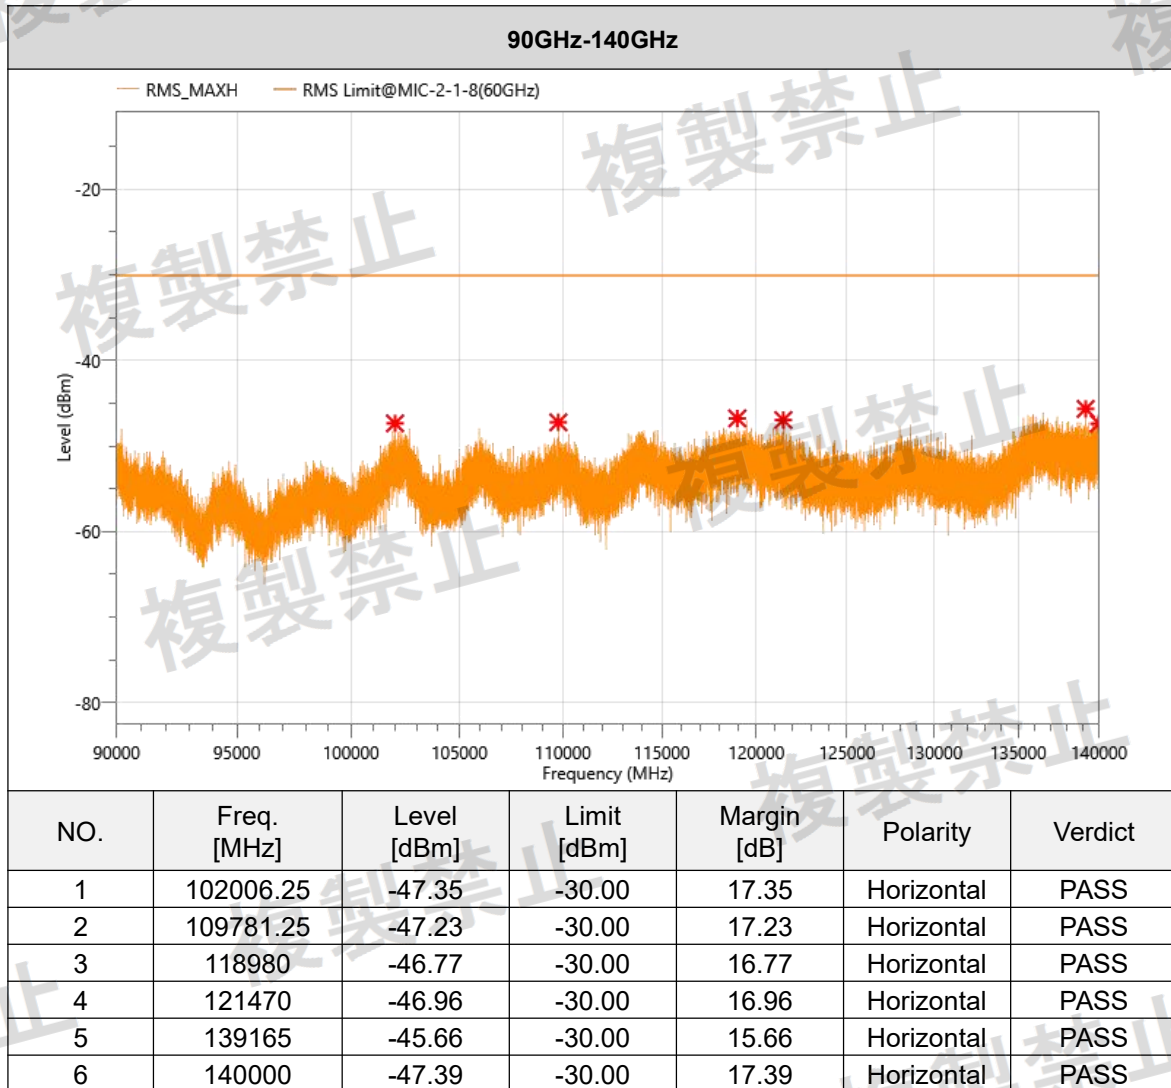 90GHz-140GHz
RMS_MAXH RMS Limit@MIC-2-1-8(60GHz)
複製禁止
複製禁止
-20
-40
-60
-80
Level (dBm)
複製禁止
複製禁止
90000 95000 100000 105000 110000 115000 120000 125000 130000 135000 140000
Frequency (MHz)
複製禁止
NO. Freq. [MHz] Level [dBm] Limit [dBm] Margin [dB] Polarity Verdict
複製禁止
1 102006.25 -47.35 -30.00 17.35 Horizontal PASS
2 109781.25 -47.23 -30.00 17.23 Horizontal PASS
3 118980 -46.77 -30.00 16.77 Horizontal PASS
4 121470 -46.96 -30.00 16.96 Horizontal PASS
5 139165 -45.66 -30.00 15.66 Horizontal PASS
6 140000 -47.39 -30.00 17.39 Horizontal PASS